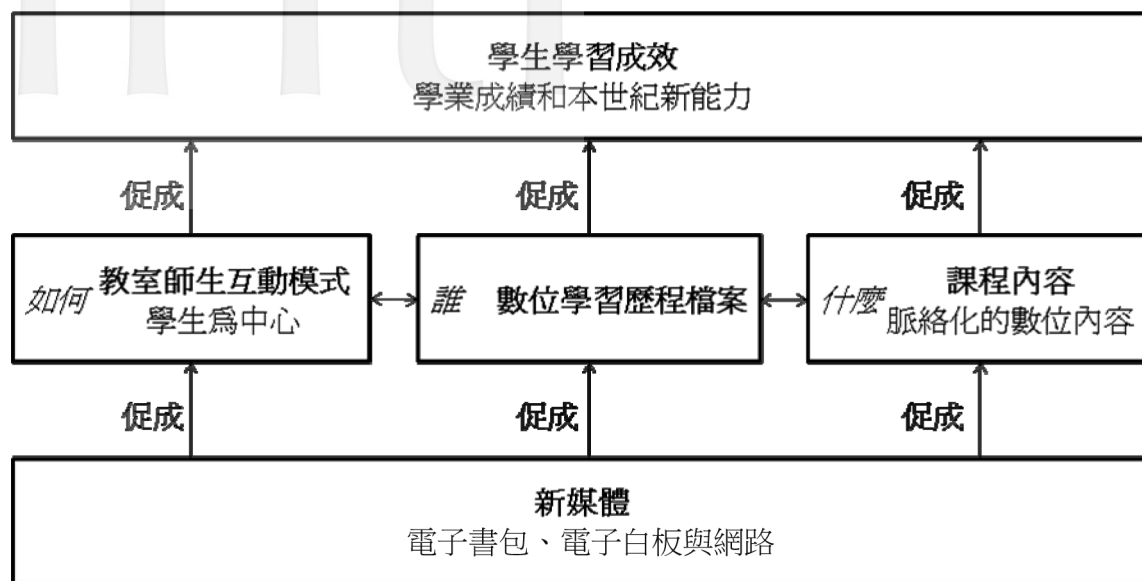 學生學習成效
學業成績和本世紀新能力
促成 促成 促成
如何 教室師生互動模式
學生爲中心
誰 數位學習歷程檔案
什麼 課程內容
脈絡化的數位內容
促成 促成 促成
新媒體
電子書包、電子白板與網路